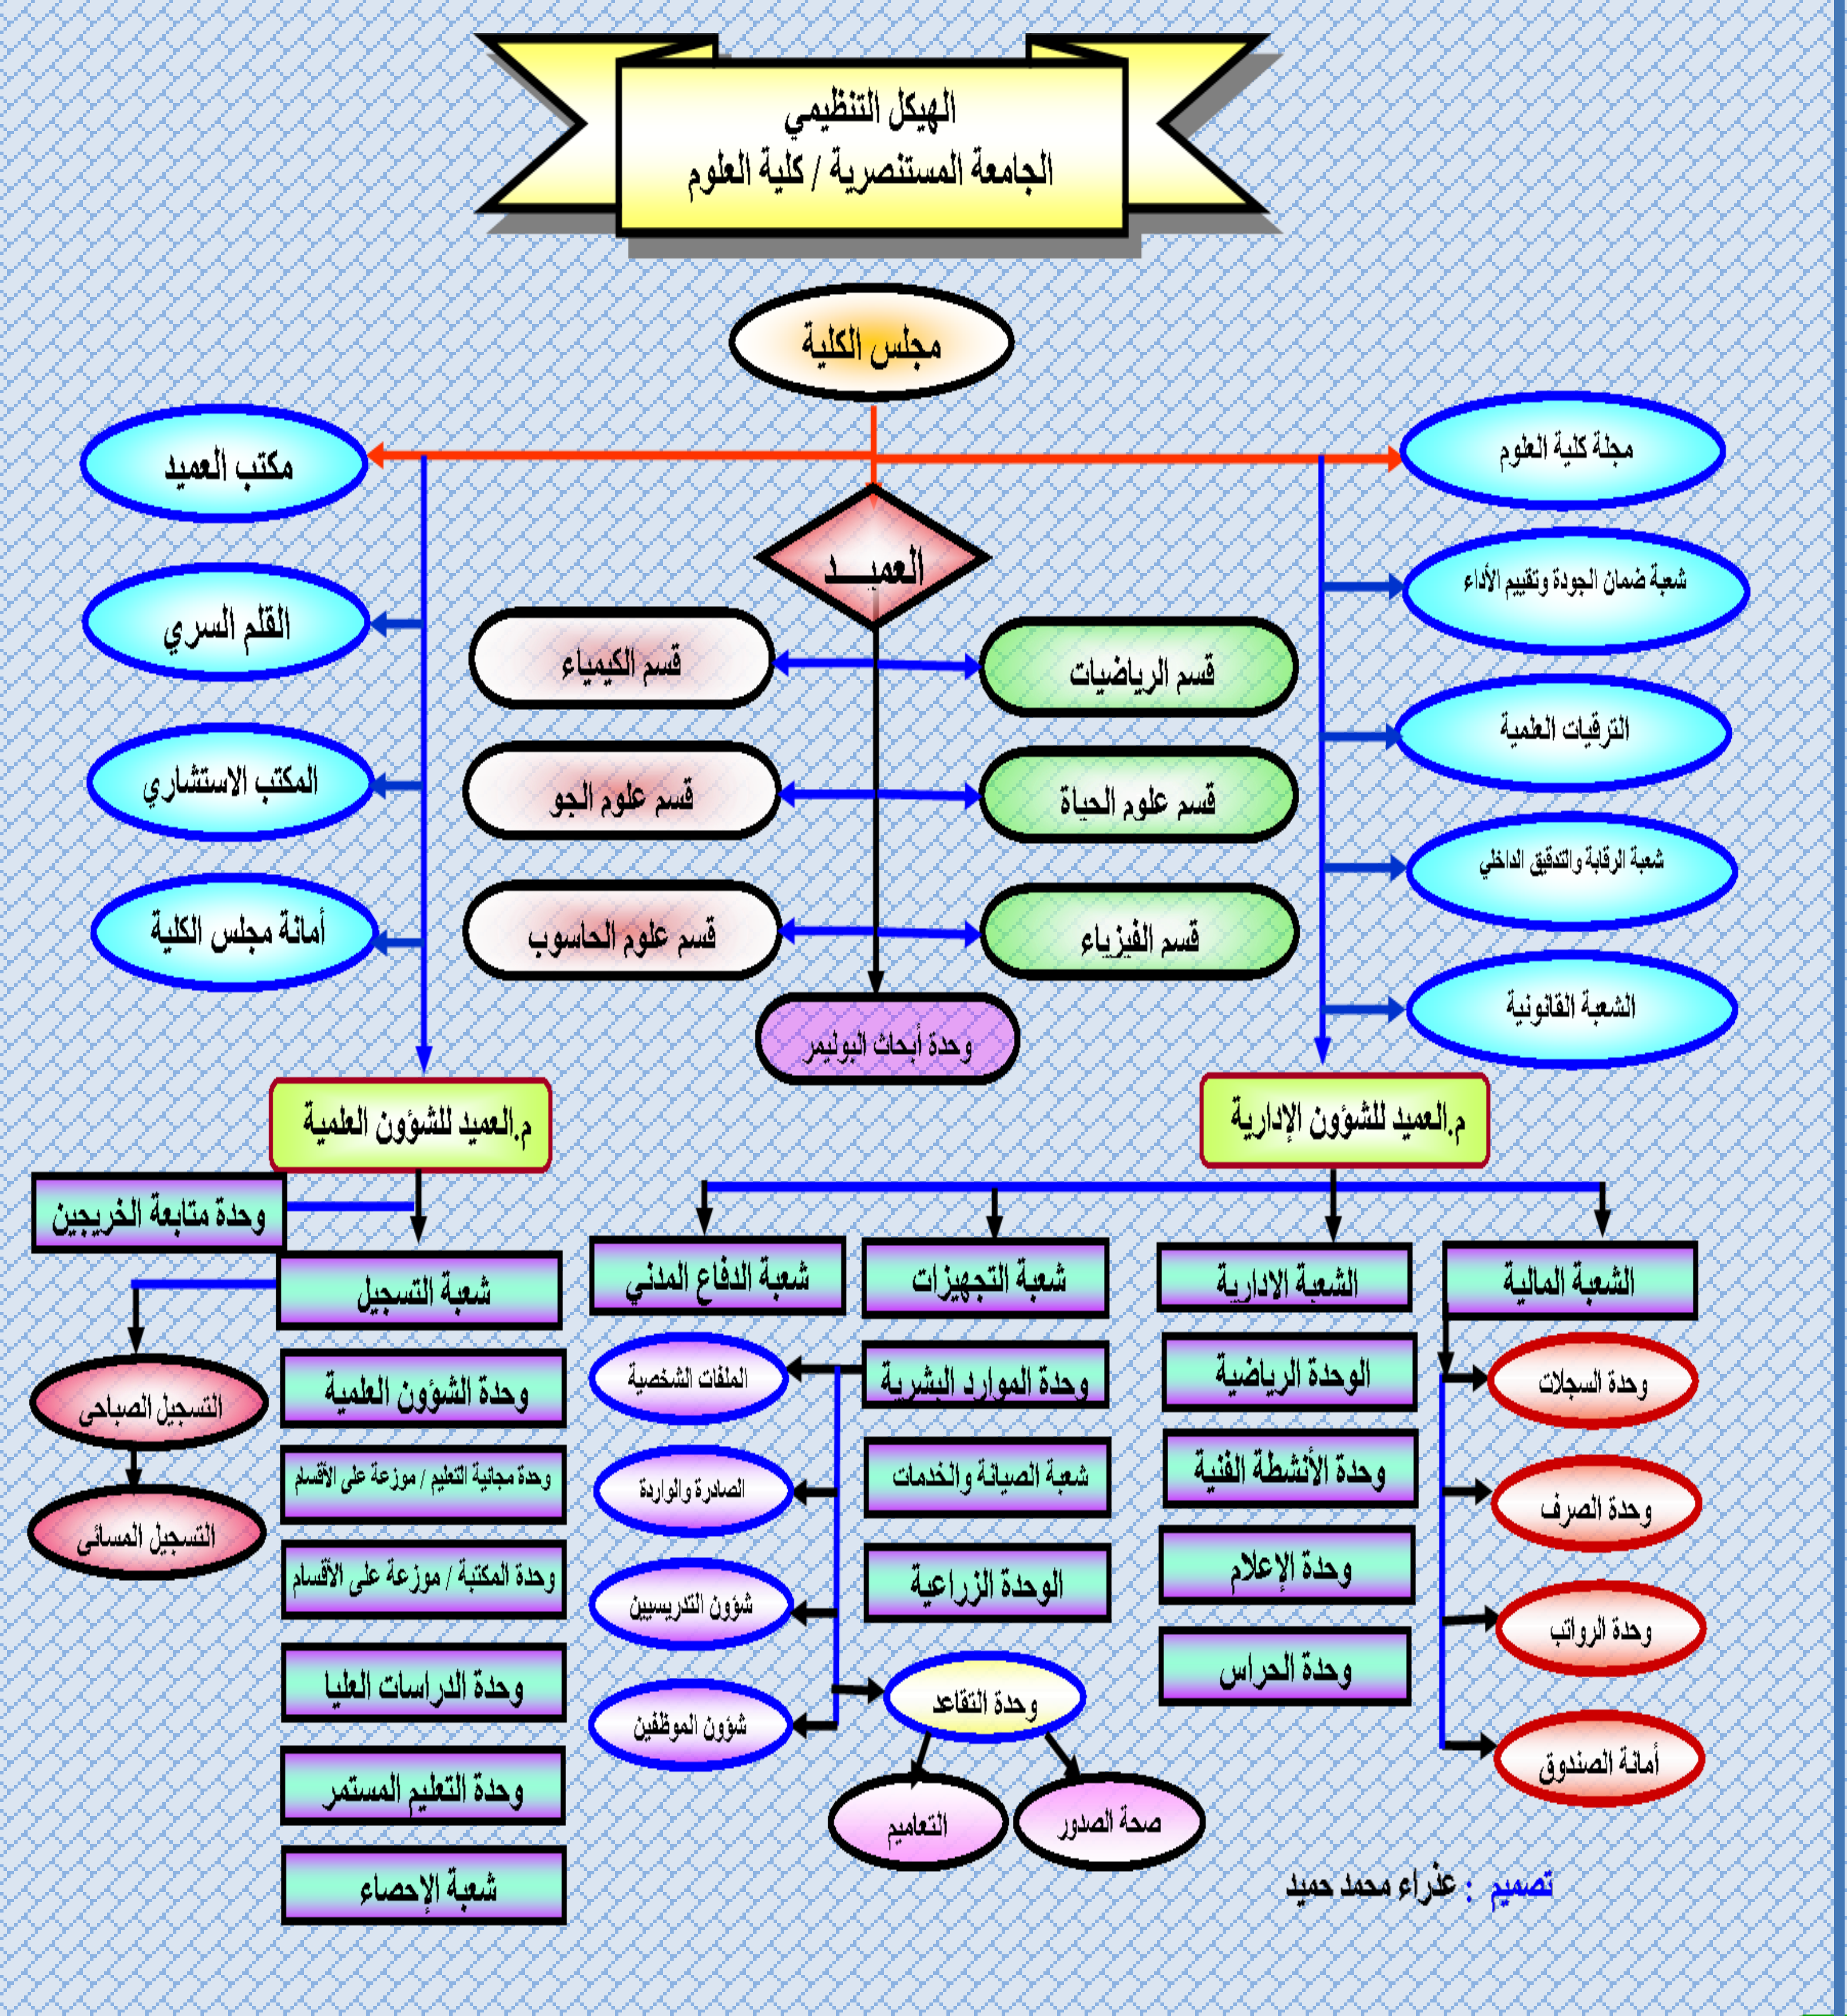 الهيكل التنظيمي
الجامعة المستنصرية / كلية العلوم
مجلس الكلية
مجلة كلية العلوم
مكتب العميد
العميـــد
شعبة ضمان الجودة وتقييم الأداء
القلم السري
قسم الرياضيات
قسم الكيمياء
الترقيات العلمية
المكتب الاستشاري
قسم علوم الحياة
قسم علوم الجو
شعبة الرقابة والتدقيق الداخلي
أمانة مجلس الكلية
قسم الفيزياء
قسم علوم الحاسوب
الشعبة القانونية
وحدة أبحاث البوليمر
م.العميد للشؤون الإدارية
م.العميد للشؤون العلمية
وحدة متابعة الخريجين
الشعبة المالية
الشعبة الادارية
شعبة التجهيزات
شعبة الدفاع المدني
شعبة التسجيل
وحدة السجلات
الوحدة الرياضية
وحدة الموارد البشرية
الملفات الشخصية
وحدة الشؤون العلمية
التسجيل الصباحى
وحدة الصرف
وحدة الأنشطة الفنية
شعبة الصيانة والخدمات
الصادرة والواردة
وحدة مجانية التعليم / موزعة على الأقسام
التسجيل المسائى
وحدة الرواتب
وحدة الإعلام
الوحدة الزراعية
شؤون التدريسيين
وحدة المكتبة / موزعة على الأقسام
أمانة الصندوق
وحدة الحراس
وحدة التقاعد
شؤون الموظفين
وحدة الدراسات العليا
صحة الصدور
التعاميم
وحدة التعليم المستمر
شعبة الإحصاء
تصميم : عذراء محمد حميد